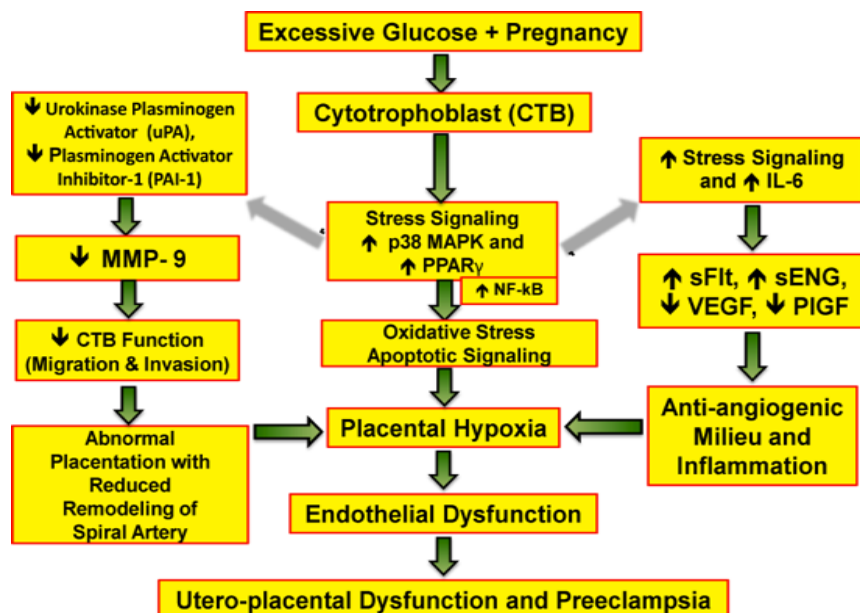 Excessive Glucose + Pregnancy
Cytotrophoblast (CTB)
↓ Urokinase Plasminogen
Activator (uPA),
↓ Plasminogen Activator
Inhibitor-1 (PAI-1)
↑ Stress Signaling
and ↑ IL-6
Stress Signaling
↑ p38 MAPK and
↑ PPARγ
↑ NF-kB
↓ MMP- 9
↑ sFlt, ↑ sENG,
↓ VEGF, ↓ PIGF
↓ CTB Function
(Migration & Invasion)
Oxidative Stress
Apoptotic Signaling
Abnormal
Placentation with
Reduced
Remodeling of
Spiral Artery
Placental Hypoxia
Anti-angiogenic
Milieu and
Inflammation
Endothelial Dysfunction
Utero-placental Dysfunction and Preeclampsia